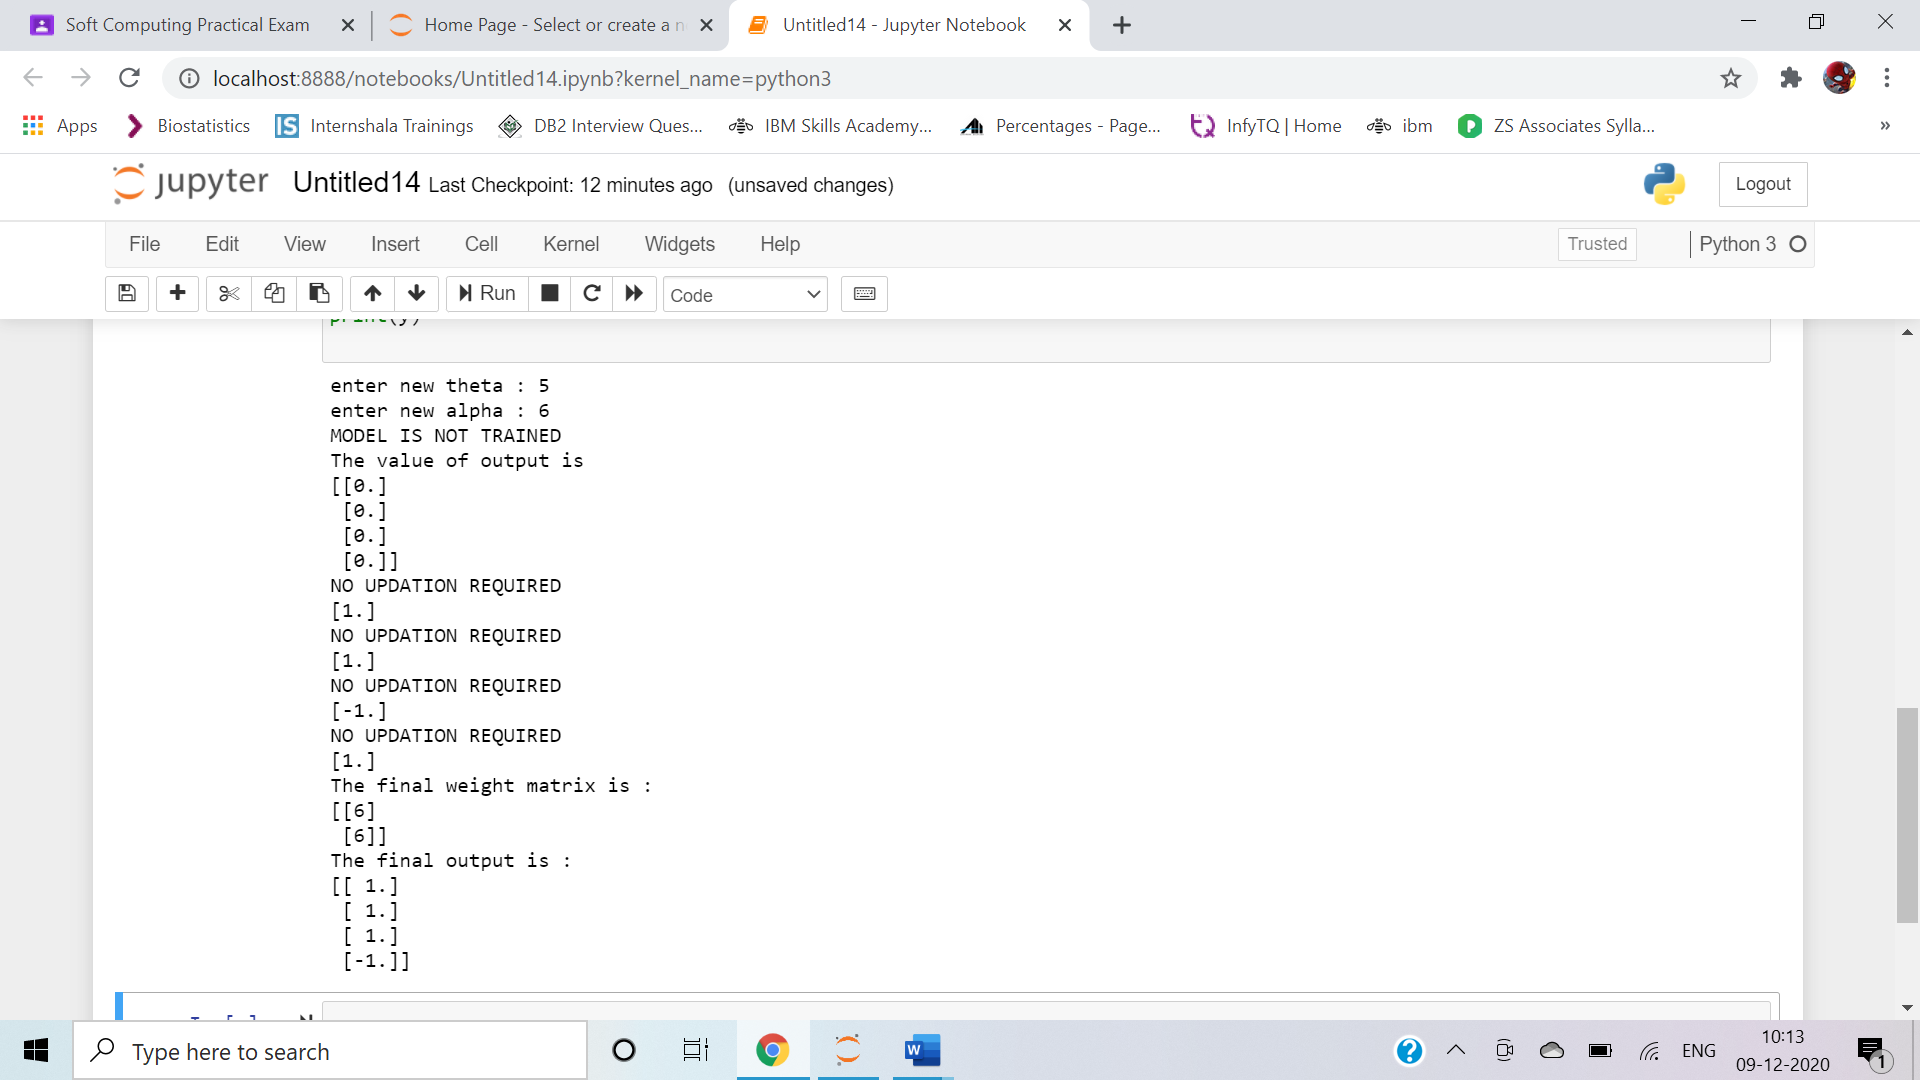 Soft Computing Practical Exam
Home Page - Select or create a n
Untitled14 - Jupyter Notebook
localhost:8888/notebooks/Untitled14.ipynb?kernel_name=python3
Apps
Biostatistics
IS Internshala Trainings
DB2 Interview Ques...
IBM Skills Academy...
Percentages - Page...
InfyTQ | Home
ibm
P ZS Associates Sylla...
»
jupyter Untitled14 Last Checkpoint: 12 minutes ago (unsaved changes)
Logout
File Edit View Insert Cell Kernel Widgets Help
Trusted
Python 3
Run
Code
print(y)
enter new theta : 5
enter new alpha : 6
MODEL IS NOT TRAINED
The value of output is
[[0.]
[0.]
[0.]
[0.]]
NO UPDATION REQUIRED
[1.]
NO UPDATION REQUIRED
[1.]
NO UPDATION REQUIRED
[-1.]
NO UPDATION REQUIRED
[1.]
The final weight matrix is :
[[6]
[6]]
The final output is :
[[ 1.]
[ 1.]
[ 1.]
[-1.]]
Type here to search
W
?
ENG
10:13
09-12-2020
1